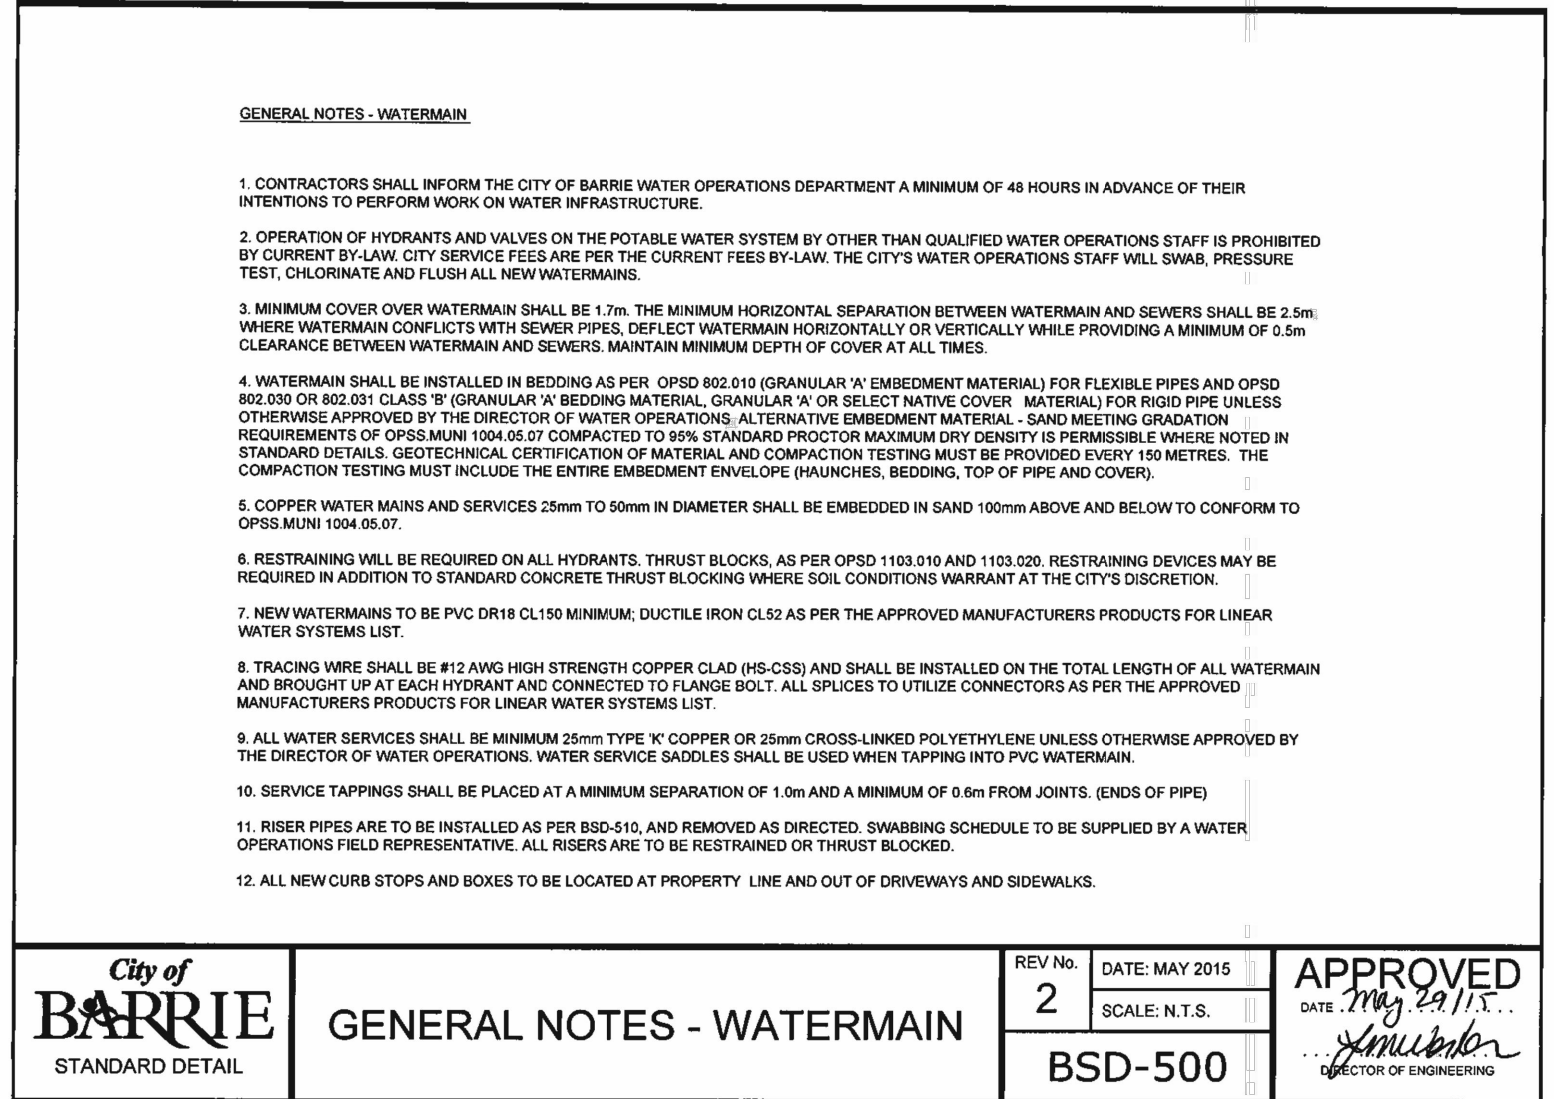 GENERAL NOTES - WATERMAIN
1. CONTRACTORS SHALL INFORM THE CITY OF BARRIE WATER OPERATIONS DEPARTMENT A MINIMUM OF 48 HOURS IN ADVANCE OF THEIR
INTENTIONS TO PERFORM WORK ON WATER INFRASTRUCTURE.
2. OPERATION OF HYDRANTS AND VALVES ON THE POTABLE WATER SYSTEM BY OTHER THAN QUALIFIED WATER OPERATIONS STAFF IS PROHIBITED
BY CURRENT BY-LAW. CITY SERVICE FEES ARE PER THE CURRENT FEES BY-LAW. THE CITY'S WATER OPERATIONS STAFF WILL SWAB, PRESSURE
TEST, CHLORINATE AND FLUSH ALL NEW WATERMAINS.
3. MINIMUM COVER OVER WATERMAIN SHALL BE 1.7m. THE MINIMUM HORIZONTAL SEPARATION BETWEEN WATERMAIN AND SEWERS SHALL BE 2.5m
WHERE WATERMAIN CONFLICTS WITH SEWER PIPES, DEFLECT WATERMAIN HORIZONTALLY OR VERTICALLY WHILE PROVIDING A MINIMUM OF 0.5m
CLEARANCE BETWEEN WATERMAIN AND SEWERS. MAINTAIN MINIMUM DEPTH OF COVER AT ALL TIMES.
4. WATERMAIN SHALL BE INSTALLED IN BEDDING AS PER OPSD 802.010 (GRANULAR 'A' EMBEDMENT MATERIAL) FOR FLEXIBLE PIPES AND OPSD
802.030 OR 802.031 CLASS 'B' (GRANULAR 'A' BEDDING MATERIAL, GRANULAR 'A' OR SELECT NATIVE COVER MATERIAL) FOR RIGID PIPE UNLESS
OTHERWISE APPROVED BY THE DIRECTOR OF WATER OPERATIONS. ALTERNATIVE EMBEDMENT MATERIAL - SAND MEETING GRADATION
REQUIREMENTS OF OPSS.MUNI 1004.05.07 COMPACTED TO 95% STANDARD PROCTOR MAXIMUM DRY DENSITY IS PERMISSIBLE WHERE NOTED IN
STANDARD DETAILS. GEOTECHNICAL CERTIFICATION OF MATERIAL AND COMPACTION TESTING MUST BE PROVIDED EVERY 150 METRES. THE
COMPACTION TESTING MUST INCLUDE THE ENTIRE EMBEDMENT ENVELOPE (HAUNCHES, BEDDING, TOP OF PIPE AND COVER).
5. COPPER WATER MAINS AND SERVICES 25mm TO 50mm IN DIAMETER SHALL BE EMBEDDED IN SAND 100mm ABOVE AND BELOW TO CONFORM TO
OPSS.MUNI 1004.05.07.
6. RESTRAINING WILL BE REQUIRED ON ALL HYDRANTS. THRUST BLOCKS, AS PER OPSD 1103.010 AND 1103.020. RESTRAINING DEVICES MAY BE
REQUIRED IN ADDITION TO STANDARD CONCRETE THRUST BLOCKING WHERE SOIL CONDITIONS WARRANT AT THE CITY'S DISCRETION.
7. NEW WATERMAINS TO BE PVC DR18 CL150 MINIMUM; DUCTILE IRON CL52 AS PER THE APPROVED MANUFACTURERS PRODUCTS FOR LINEAR
WATER SYSTEMS LIST.
8. TRACING WIRE SHALL BE #12 AWG HIGH STRENGTH COPPER CLAD (HS-CSS) AND SHALL BE INSTALLED ON THE TOTAL LENGTH OF ALL WATERMAIN
AND BROUGHT UP AT EACH HYDRANT AND CONNECTED TO FLANGE BOLT. ALL SPLICES TO UTILIZE CONNECTORS AS PER THE APPROVED
MANUFACTURERS PRODUCTS FOR LINEAR WATER SYSTEMS LIST.
9. ALL WATER SERVICES SHALL BE MINIMUM 25mm TYPE 'K' COPPER OR 25mm CROSS-LINKED POLYETHYLENE UNLESS OTHERWISE APPROVED BY
THE DIRECTOR OF WATER OPERATIONS. WATER SERVICE SADDLES SHALL BE USED WHEN TAPPING INTO PVC WATERMAIN.
10. SERVICE TAPPINGS SHALL BE PLACED AT A MINIMUM SEPARATION OF 1.0m AND A MINIMUM OF 0.6m FROM JOINTS. (ENDS OF PIPE)
11. RISER PIPES ARE TO BE INSTALLED AS PER BSD-510, AND REMOVED AS DIRECTED. SWABBING SCHEDULE TO BE SUPPLIED BY A WATER
OPERATIONS FIELD REPRESENTATIVE. ALL RISERS ARE TO BE RESTRAINED OR THRUST BLOCKED.
12. ALL NEW CURB STOPS AND BOXES TO BE LOCATED AT PROPERTY LINE AND OUT OF DRIVEWAYS AND SIDEWALKS.
City of
BARRIE
STANDARD DETAIL
GENERAL NOTES - WATERMAIN
REV No.
2
DATE: MAY 2015
SCALE: N.T.S.
BSD-500
APPROVED
DATE May 29/15
DIRECTOR OF ENGINEERING